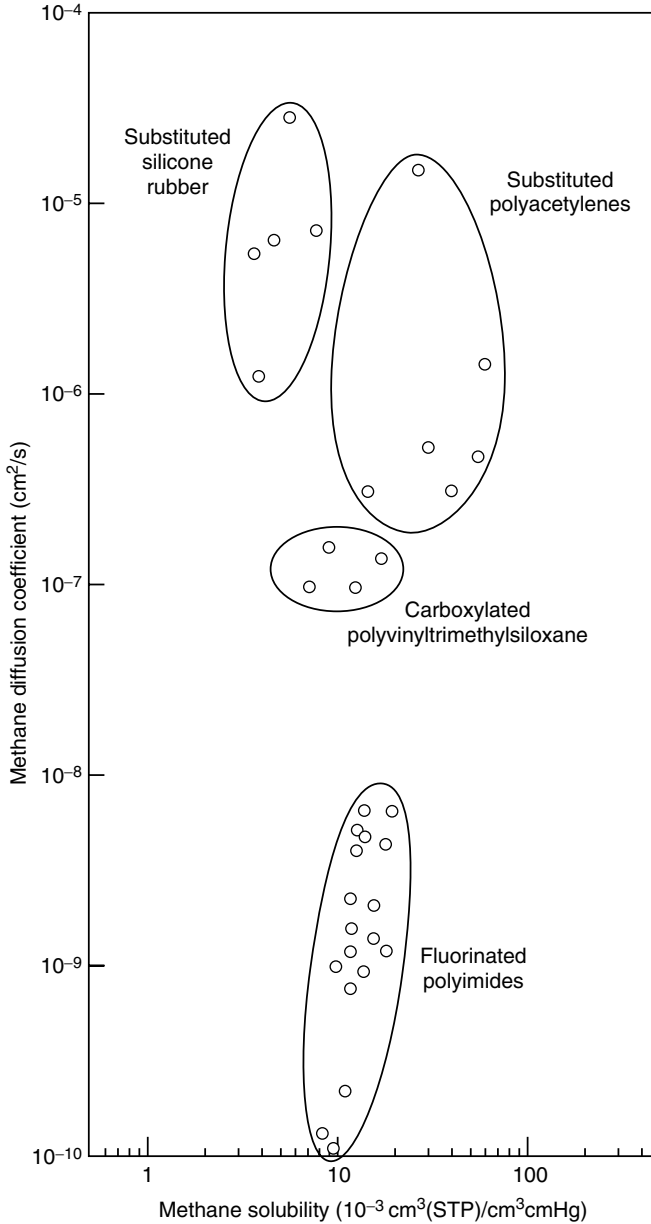 10⁻⁴
Substituted
silicone
rubber
Substituted
polyacetylenes
10⁻⁵
10⁻⁶
Methane diffusion coefficient (cm²/s)
10⁻⁷
Carboxylated
polyvinyltrimethylsiloxane
10⁻⁸
10⁻⁹
Fluorinated
polyimides
10⁻¹⁰
1 10 100
Methane solubility (10⁻³ cm³(STP)/cm³cmHg)